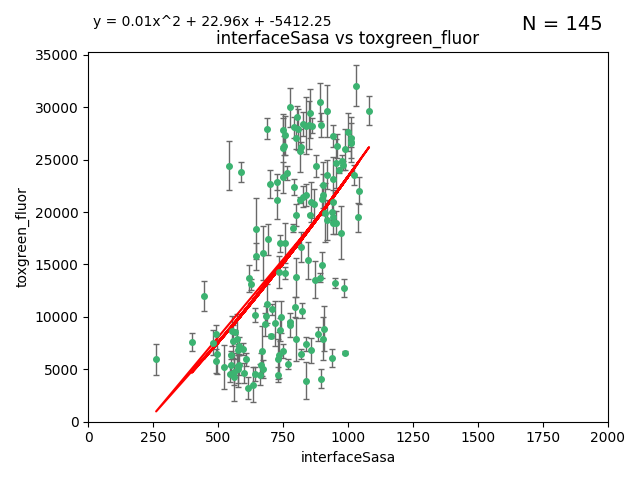 y = 0.01x^2 + 22.96x + -5412.25
N = 145
interfaceSasa vs toxgreen_fluor
35000
30000
25000
20000
15000
10000
5000
0
toxgreen_fluor
0 250 500 750 1000 1250 1500 1750 2000
interfaceSasa